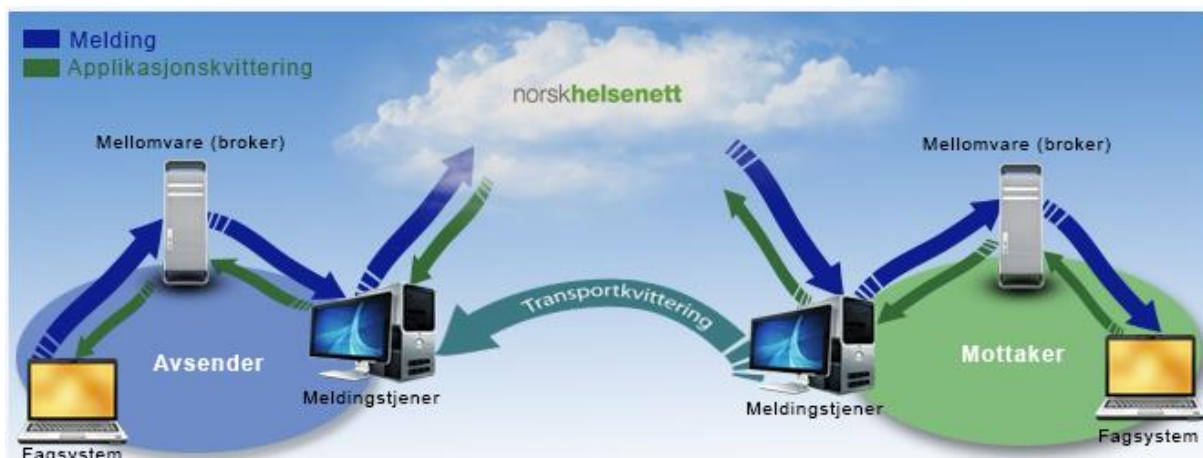 Melding
Applikasjonskvittering
norskhelsenett
Mellomvare (broker)
Mellomvare (broker)
Transportkvittering
Avsender
Mottaker
Meldingstjener
Meldingstjener
Fagsystem
Fagsystem